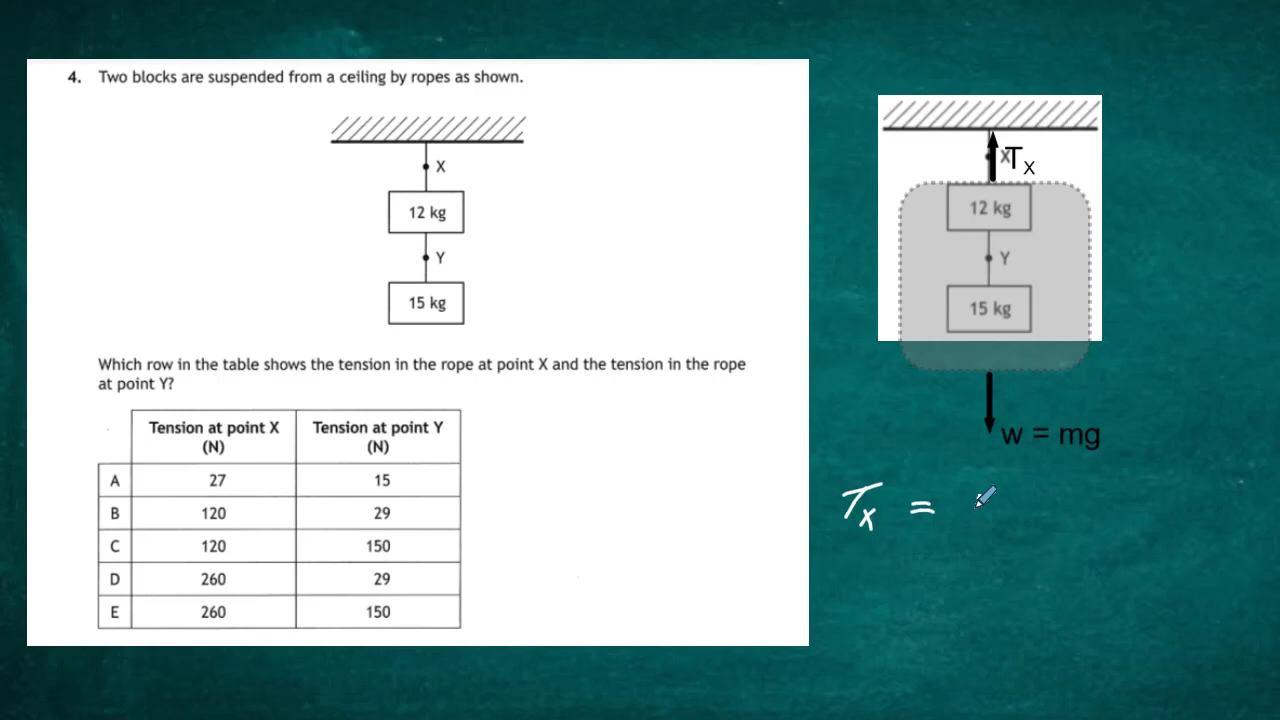 4. Two blocks are suspended from a ceiling by ropes as shown.
X
12 kg
Y
15 kg
Which row in the table shows the tension in the rope at point X and the tension in the rope
at point Y?
Tension at point X (N) Tension at point Y (N)
A 27 15
B 120 29
C 120 150
D 260 29
E 260 150
X
Tx
12 kg
Y
15 kg
w = mg
Tx =